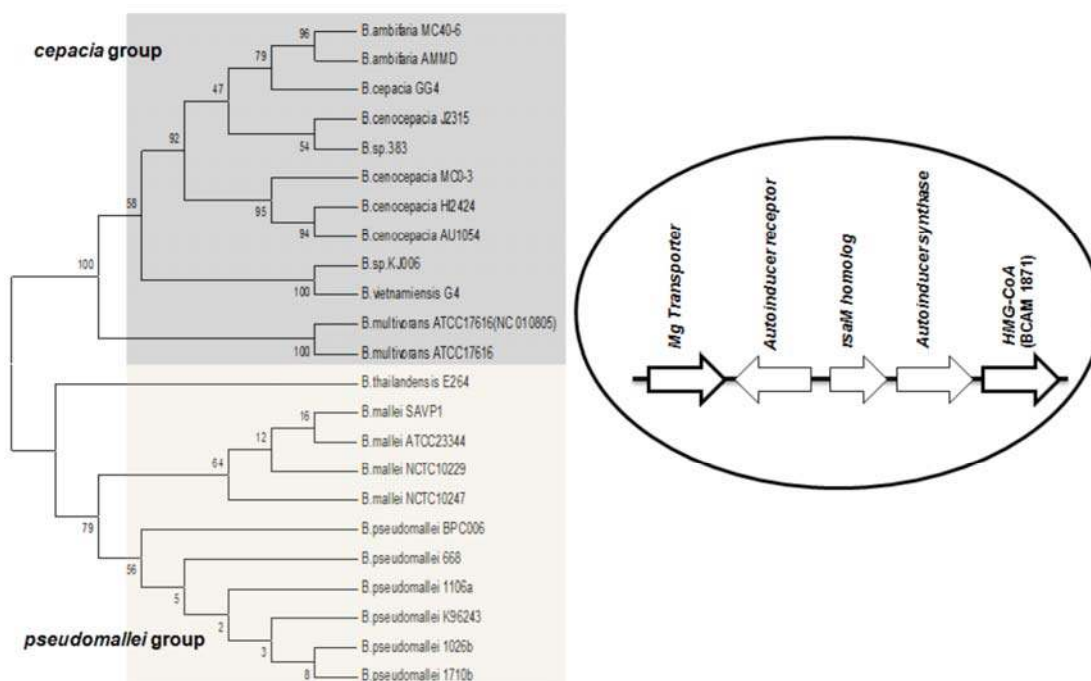 cepacia group
96
B.ambifaria MC40-6
79
B.ambifaria AMMD
47
B.cepacia GG4
92
B.cenocepacia J2315
54
B.sp.383
58
B.cenocepacia MC0-3
95
B.cenocepacia HI2424
94
B.cenocepacia AU1054
100
B.sp.KJ006
100
B.vietnamiensis G4
B.multivorans ATCC17616(NC 010805)
100
B.multivorans ATCC17616
B.thailandensis E264
16
B.mallei SAVP1
12
B.mallei ATCC23344
64
B.mallei NCTC10229
B.mallei NCTC10247
79
B.pseudomallei BPC006
56
B.pseudomallei 668
5
B.pseudomallei 1106a
2
B.pseudomallei K96243
3
B.pseudomallei 1026b
8
B.pseudomallei 1710b
pseudomallei group
Mg Transporter
Autoinducer receptor
rsaM homolog
Autoinducer synthase
HMG-CoA
(BCAM 1871)